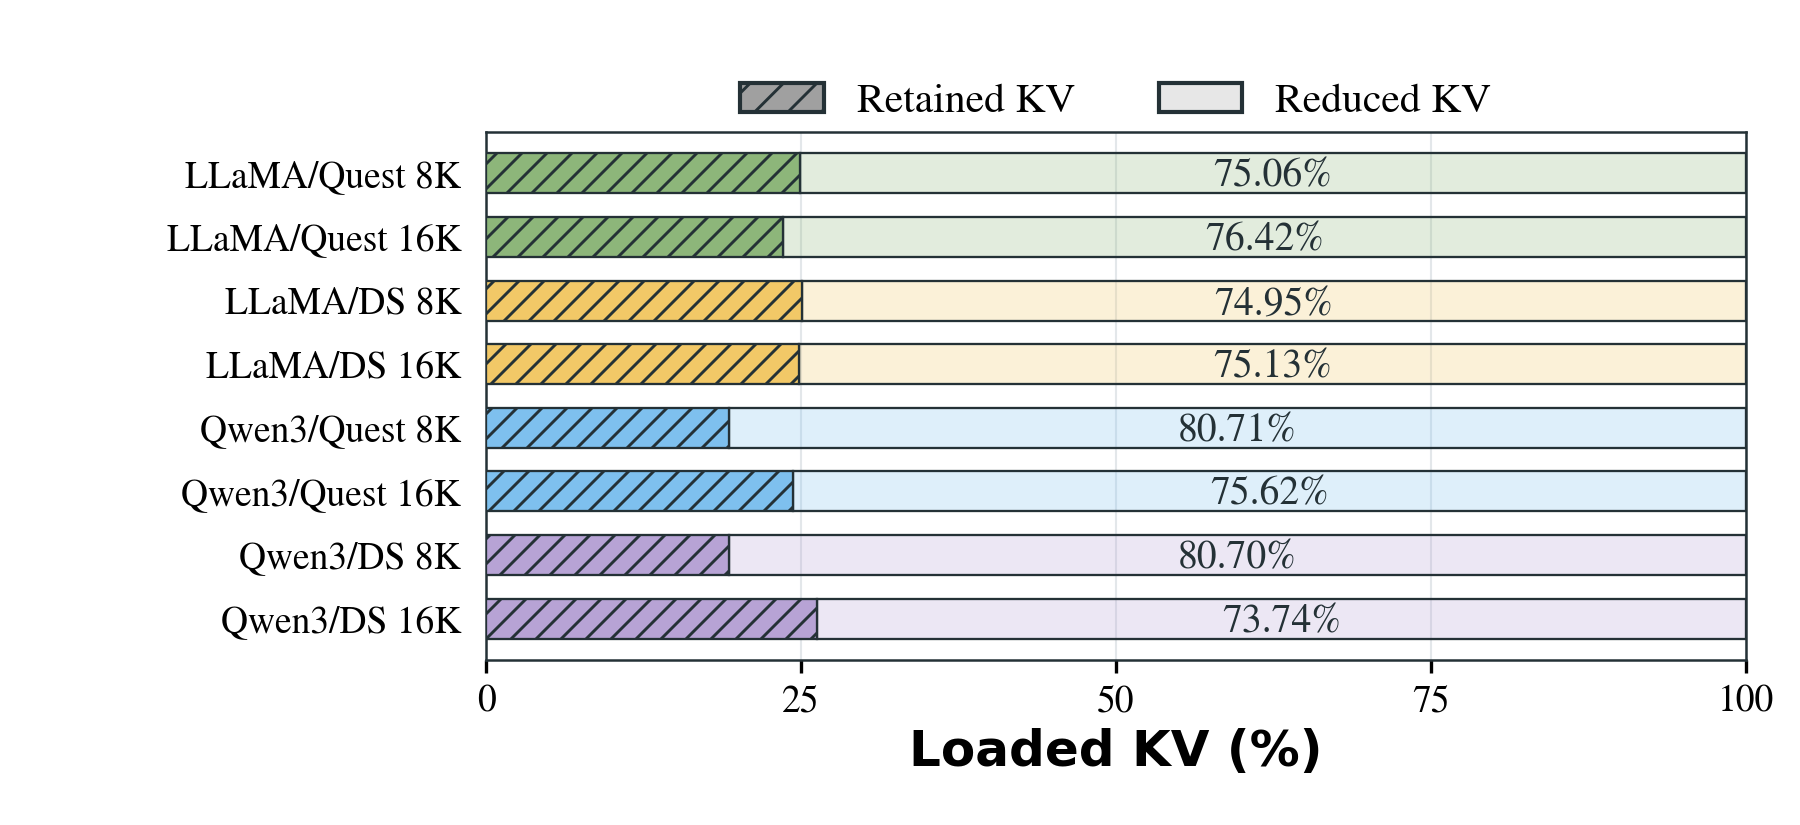 Retained KV Reduced KV
LLaMA/Quest 8K 75.06%
LLaMA/Quest 16K 76.42%
LLaMA/DS 8K 74.95%
LLaMA/DS 16K 75.13%
Qwen3/Quest 8K 80.71%
Qwen3/Quest 16K 75.62%
Qwen3/DS 8K 80.70%
Qwen3/DS 16K 73.74%
0 25 50 75 100
Loaded KV (%)